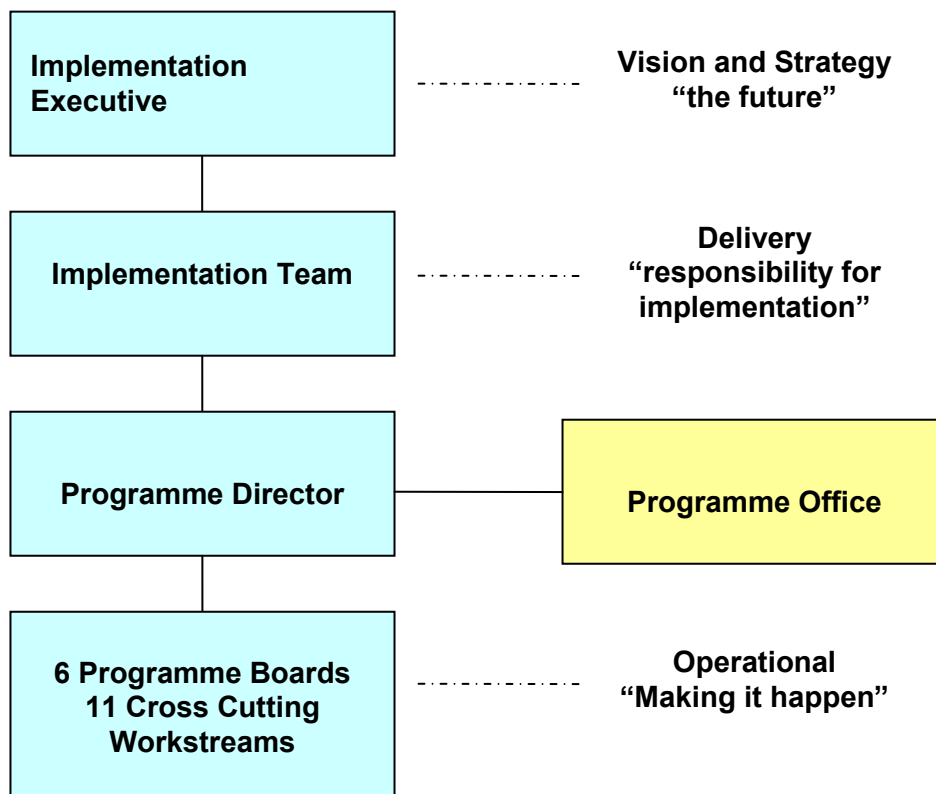 Implementation
Executive
Vision and Strategy
“the future”
Implementation Team
Delivery
“responsibility for
implementation”
Programme Director
Programme Office
6 Programme Boards
11 Cross Cutting
Workstreams
Operational
“Making it happen”